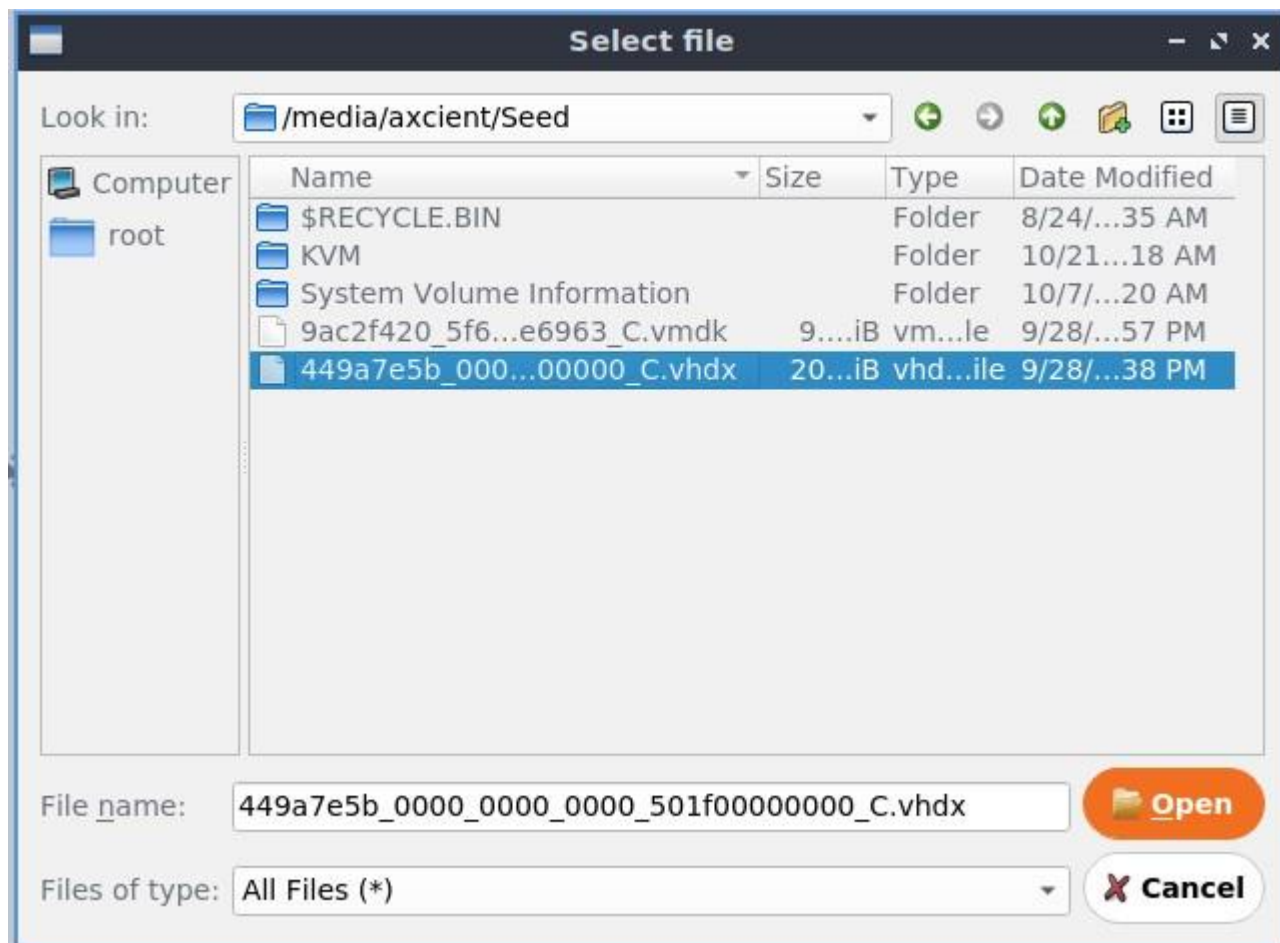 Select file
Look in: /media/axcient/Seed
Computer
root
Name Size Type Date Modified
$RECYCLE.BIN Folder 8/24/...35 AM
KVM Folder 10/21...18 AM
System Volume Information Folder 10/7/...20 AM
9ac2f420_5f6...e6963_C.vmdk 9....iB vm...le 9/28/...57 PM
449a7e5b_000...00000_C.vhdx 20...iB vhd...ile 9/28/...38 PM
File name: 449a7e5b_0000_0000_0000_501f00000000_C.vhdx Open
Files of type: All Files (*) Cancel